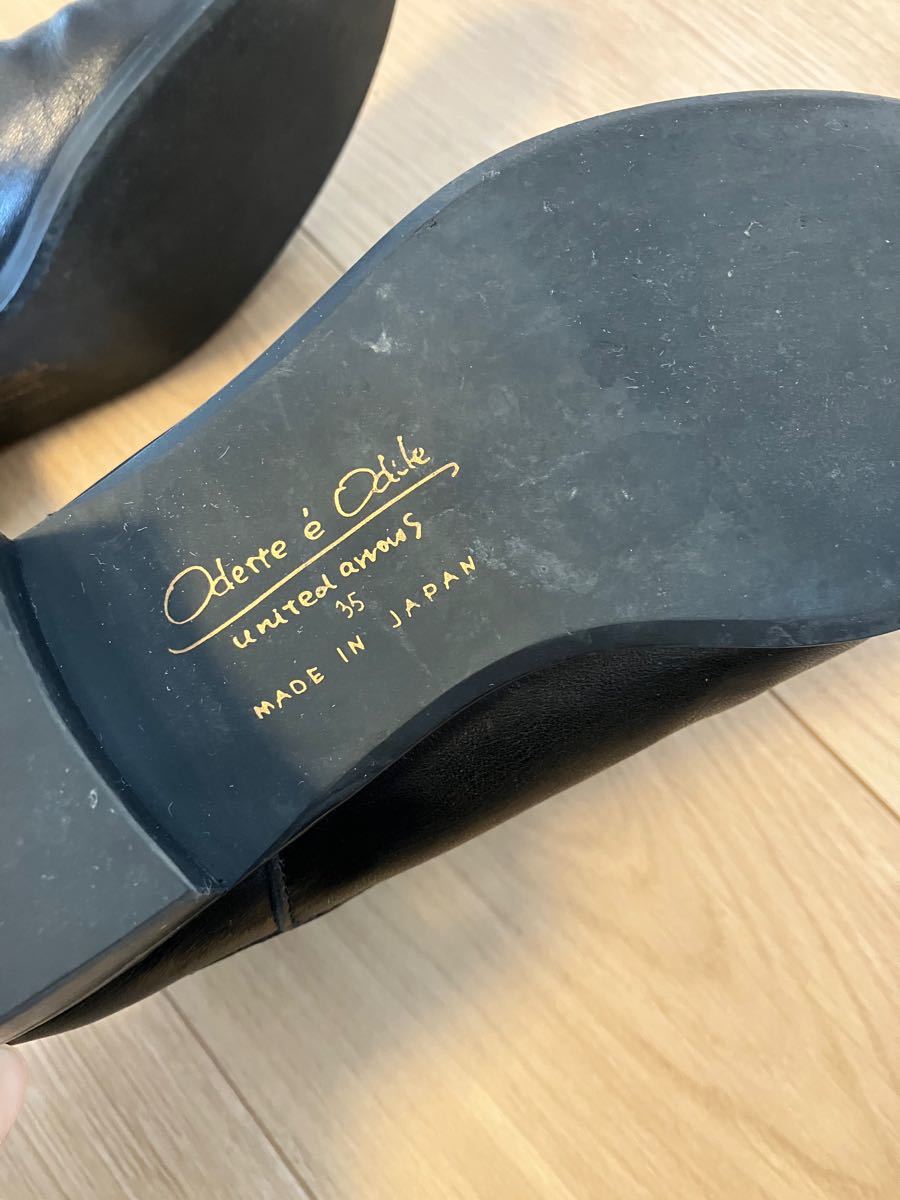 Odette é Odile
united arrows
35
MADE IN JAPAN